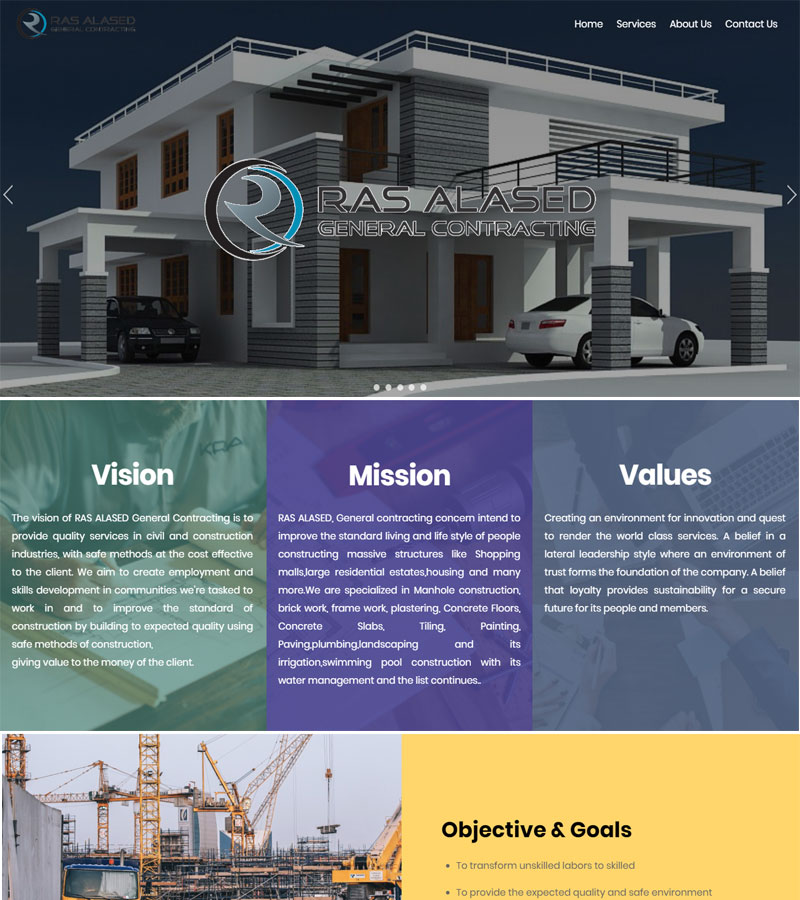 RAS ALASED
GENERAL CONTRACTING
Home Services About Us Contact Us
RAS ALASED
GENERAL CONTRACTING
Vision
The vision of RAS ALASED General Contracting is to
provide quality services in civil and construction
industries, with safe methods at the cost effective
to the client. We aim to create employment and
skills development in communities we're tasked to
work in and to improve the standard of
construction by building to expected quality using
safe methods of construction,
giving value to the money of the client.
Mission
RAS ALASED, General contracting concern intend to
improve the standard living and life style of people
constructing massive structures like Shopping
malls,large residential estates,housing and many
more.We are specialized in Manhole construction,
brick work, frame work, plastering, Concrete Floors,
Concrete Slabs, Tiling, Painting,
Paving,plumbing,landscaping and its
irrigation,swimming pool construction with its
water management and the list continues..
Values
Creating an environment for innovation and quest
to render the world class services. A belief in a
lateral leadership style where an environment of
trust forms the foundation of the company. A belief
that loyalty provides sustainability for a secure
future for its people and members.
KRA
Objective & Goals
• To transform unskilled labors to skilled
• To provide the expected quality and safe environment